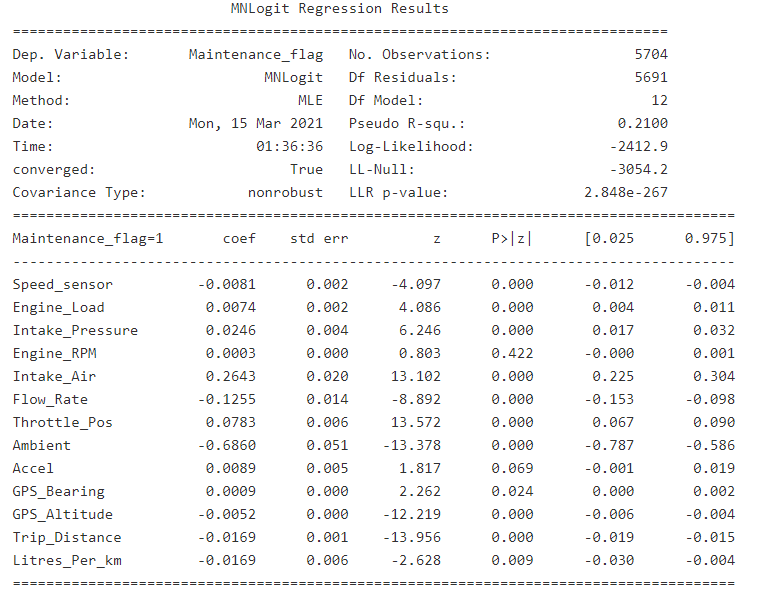 MNLogit Regression Results
==============================================================================
Dep. Variable: Maintenance_flag No. Observations: 5704
Model: MNLogit Df Residuals: 5691
Method: MLE Df Model: 12
Date: Mon, 15 Mar 2021 Pseudo R-squ.: 0.2100
Time: 01:36:36 Log-Likelihood: -2412.9
converged: True LL-Null: -3054.2
Covariance Type: nonrobust LLR p-value: 2.848e-267
======================================================================================
Maintenance_flag=1 coef std err z P>|z| [0.025 0.975]
--------------------------------------------------------------------------------------
Speed_sensor -0.0081 0.002 -4.097 0.000 -0.012 -0.004
Engine_Load 0.0074 0.002 4.086 0.000 0.004 0.011
Intake_Pressure 0.0246 0.004 6.246 0.000 0.017 0.032
Engine_RPM 0.0003 0.000 0.803 0.422 -0.000 0.001
Intake_Air 0.2643 0.020 13.102 0.000 0.225 0.304
Flow_Rate -0.1255 0.014 -8.892 0.000 -0.153 -0.098
Throttle_Pos 0.0783 0.006 13.572 0.000 0.067 0.090
Ambient -0.6860 0.051 -13.378 0.000 -0.787 -0.586
Accel 0.0089 0.005 1.817 0.069 -0.001 0.019
GPS_Bearing 0.0009 0.000 2.262 0.024 0.000 0.002
GPS_Altitude -0.0052 0.000 -12.219 0.000 -0.006 -0.004
Trip_Distance -0.0169 0.001 -13.956 0.000 -0.019 -0.015
Litres_Per_km -0.0169 0.006 -2.628 0.009 -0.030 -0.004
======================================================================================